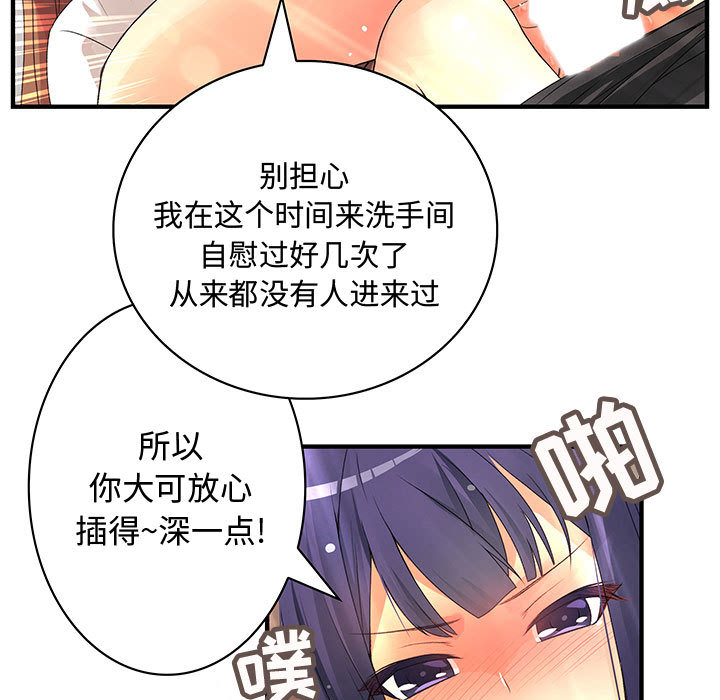 别担心
我在这个时间来洗手间
自慰过好几次了
从来都没有人进来过
所以
你大可放心
插得~深一点!
啪
噗